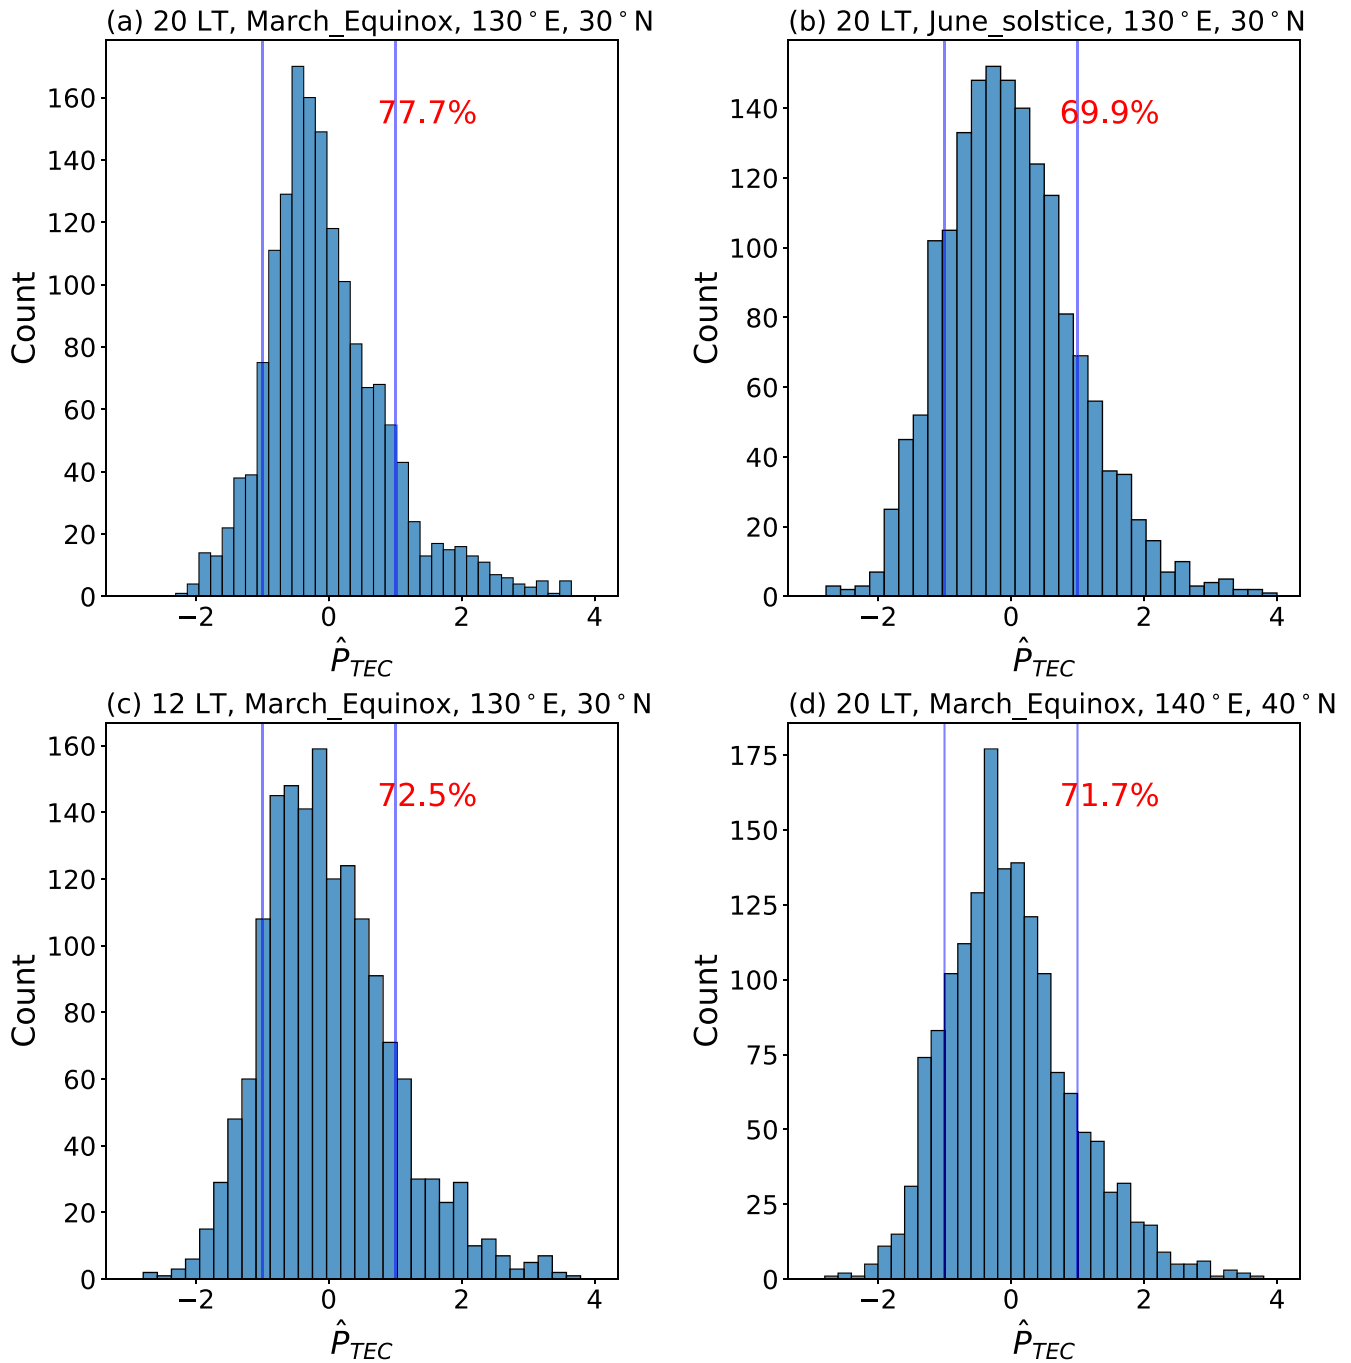 (a) 20 LT, March_Equinox, 130°E, 30°N
77.7%
160
140
120
100
80
60
40
20
0
Count
−2 0 2 4
P̂TEC
(b) 20 LT, June_solstice, 130°E, 30°N
69.9%
140
120
100
80
60
40
20
0
Count
−2 0 2 4
P̂TEC
(c) 12 LT, March_Equinox, 130°E, 30°N
72.5%
160
140
120
100
80
60
40
20
0
Count
−2 0 2 4
P̂TEC
(d) 20 LT, March_Equinox, 140°E, 40°N
71.7%
175
150
125
100
75
50
25
0
Count
−2 0 2 4
P̂TEC